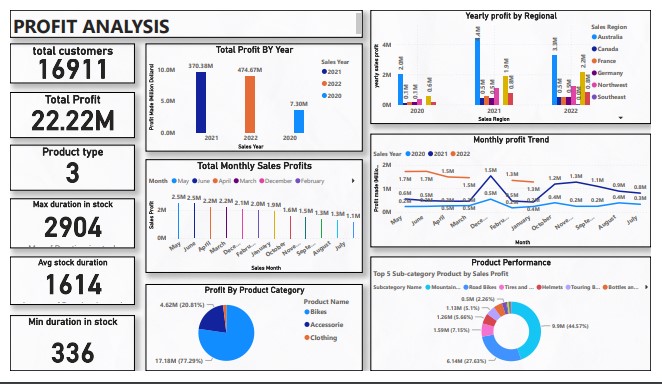 PROFIT ANALYSIS
total customers
16911
Total Profit
22.22M
Product type
3
Max duration in stock
2904
Avg stock duration
1614
Min duration in stock
336
Total Profit BY Year
Sales Year
2021
2022
2020
Profit Made (Million Dollars)
10.0M
5.0M
0.0M
370.38M
474.67M
7.30M
2021
2022
2020
Sales Year
Total Monthly Sales Profits
Month
May
June
April
March
December
February
Sales Profit
2M
0M
2.5M
2.5M
2.2M
2.2M
2.1M
2.0M
1.9M
1.6M
1.5M
1.3M
1.3M
1.1M
May
June
April
March
Dece...
Febru...
January
October
Nove...
Septe...
August
July
Sales Month
Profit By Product Category
4.62M (20.81%)
17.18M (77.29%)
Product Name
Bikes
Accessorie
Clothing
Yearly profit by Regional
yearly sales profit
4M
2M
0M
2.0M
0.1M
0.1M
0.6M
0.5M
0.5M
1.9M
3.3M
2.2M
2020
2021
2022
Sales Region
Sales Region
Australia
Canada
France
Germany
Northwest
Southeast
Monthly profit Trend
Sales Year
2020
2021
2022
2M
1M
0M
1.7M
1.7M
1.5M
1.5M
0.6M
0.5M
1.5M
1.3M
1.3M
0.5M
1.2M
1.3M
1.1M
0.9M
0.8M
0.4M
0.2M
0.2M
0.4M
0.3M
May
June
April
March
Dece...
Febru...
January
October
Nove...
Septe...
August
July
Month
Product Performance
Top 5 Sub-category Product by Sales Profit
Subcategory Name
Mountain...
Road Bikes
Tires and ...
Helmets
Touring B...
Bottles an...
0.5M (2.26%)
1.13M (5.1%)
1.26M (5.66%)
1.59M (7.15%)
6.14M (27.63%)
9.9M (44.57%)